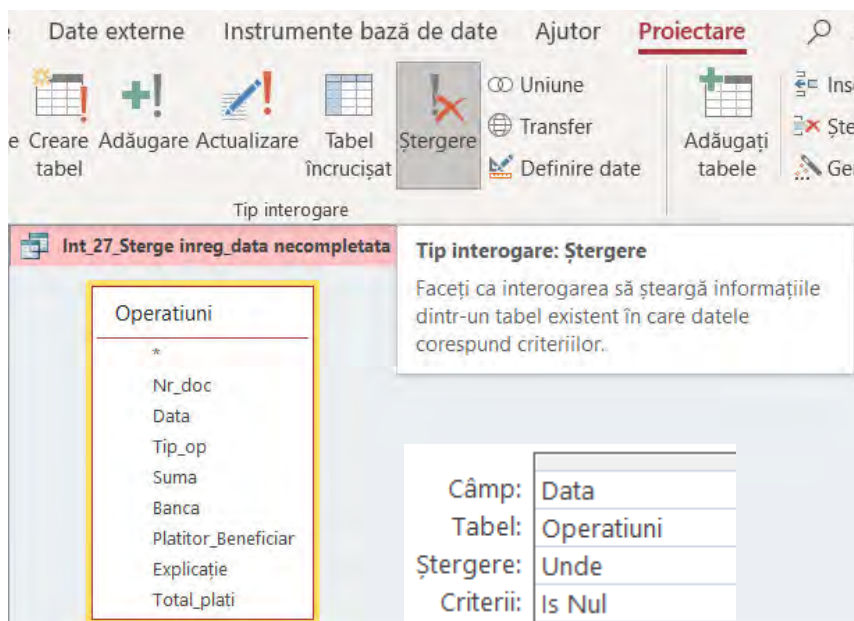 Date externe Instrumente bază de date Ajutor Proiectare
Creare tabel
Adăugare
Actualizare
Tabel încrucișat
Ștergere
Uniune
Transfer
Definire date
Adăugați tabele
Inse
Ște
Ge
Tip interogare
Int_27_Sterge inreg_data necompletata
Tip interogare: Ștergere
Faceți ca interogarea să șteargă informațiile
dintr-un tabel existent în care datele
corespund criteriilor.
Operatiuni
*
Nr_doc
Data
Tip_op
Suma
Banca
Platitor_Beneficiar
Explicație
Total_plati
Câmp: Data
Tabel: Operatiuni
Ștergere: Unde
Criterii: Is Nul